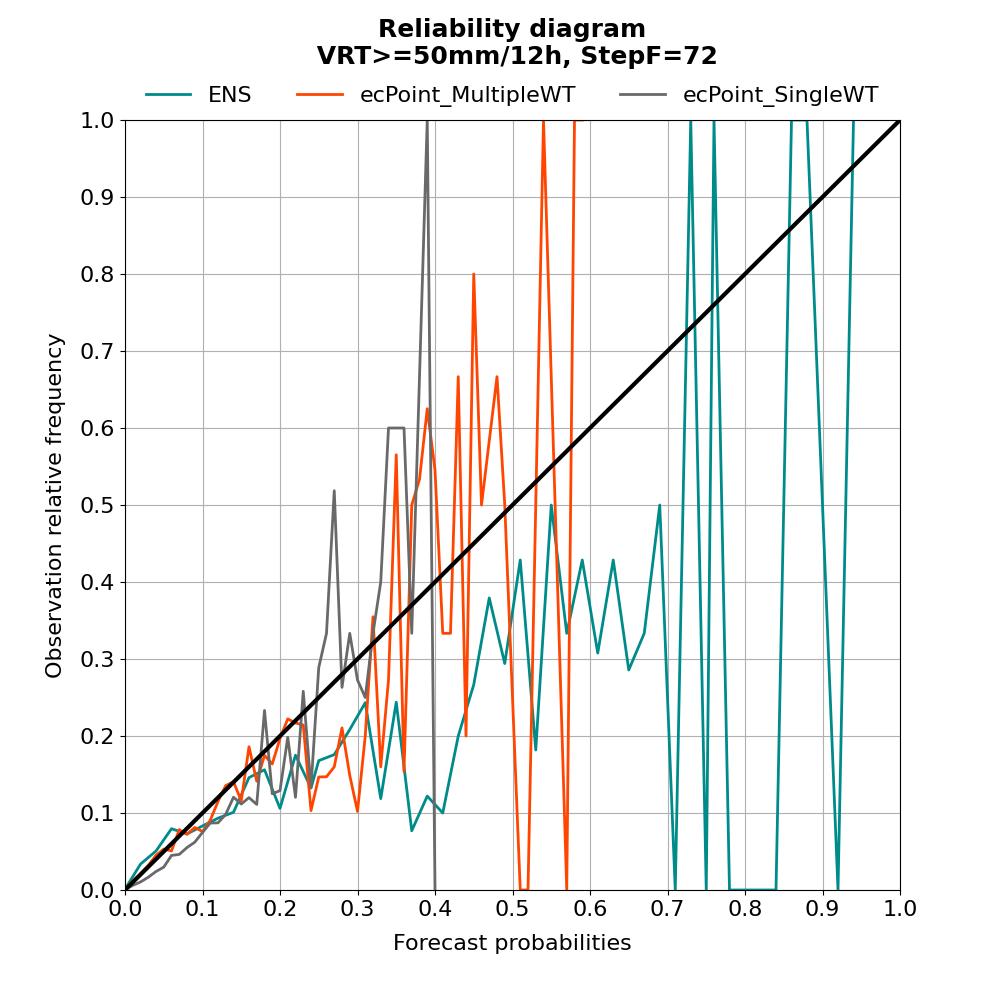 Reliability diagram
VRT>=50mm/12h, StepF=72
ENS ecPoint_MultipleWT ecPoint_SingleWT
1.0
0.9
0.8
0.7
0.6
0.5
0.4
0.3
0.2
0.1
0.0
Observation relative frequency
0.0 0.1 0.2 0.3 0.4 0.5 0.6 0.7 0.8 0.9 1.0
Forecast probabilities